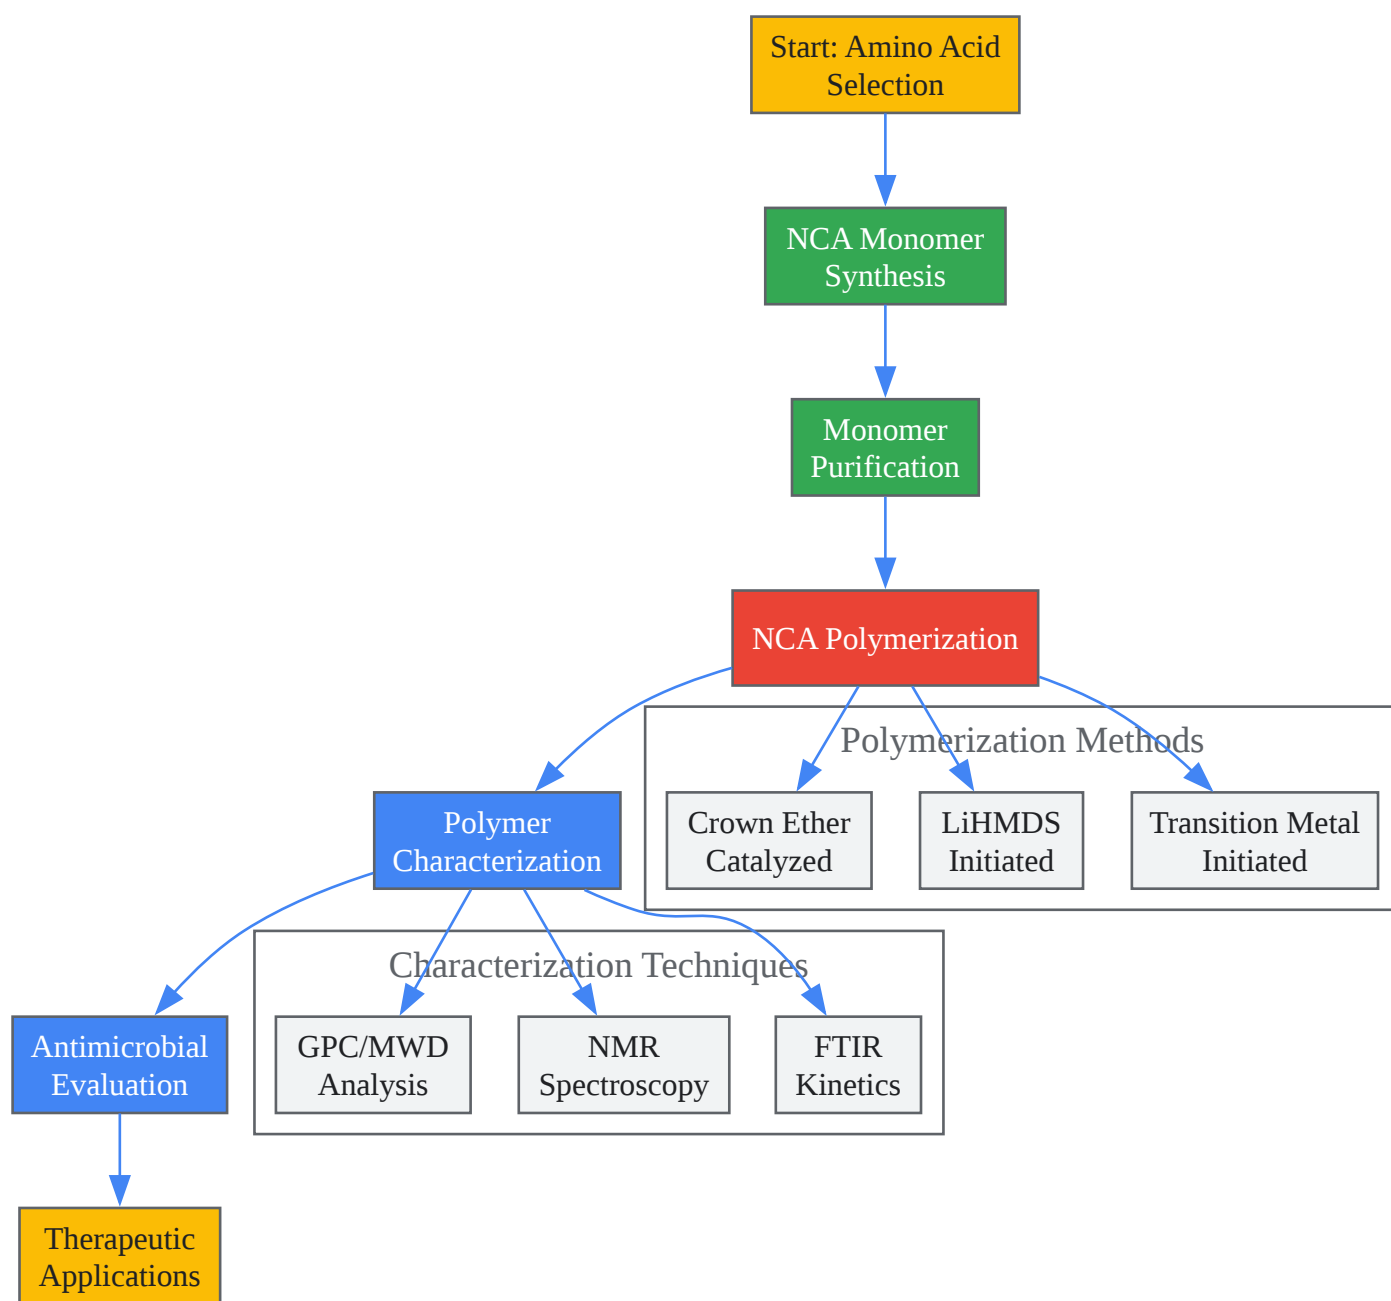 Start: Amino Acid
Selection
NCA Monomer
Synthesis
Monomer
Purification
NCA Polymerization
Polymerization Methods
Polymer
Characterization
Crown Ether
Catalyzed
LiHMDS
Initiated
Transition Metal
Initiated
Characterization Techniques
Antimicrobial
Evaluation
GPC/MWD
Analysis
NMR
Spectroscopy
FTIR
Kinetics
Therapeutic
Applications